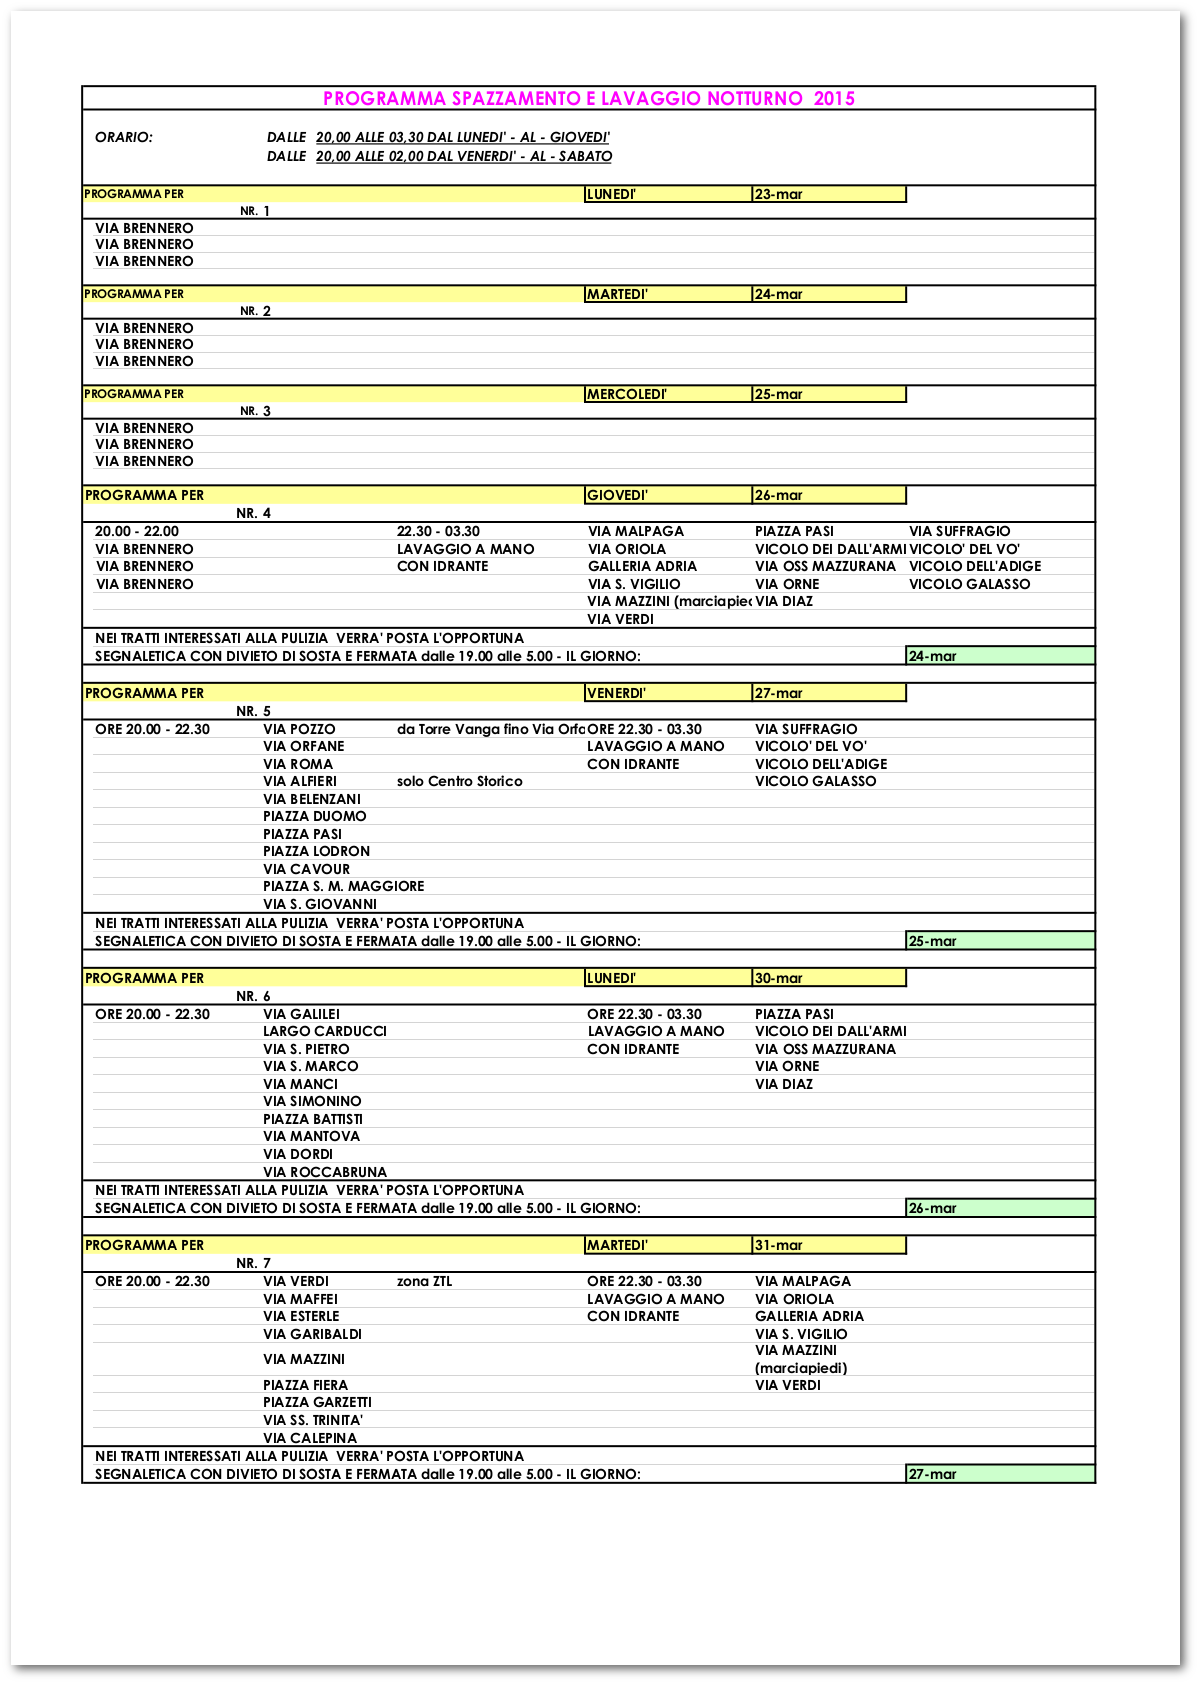 PROGRAMMA SPAZZAMENTO E LAVAGGIO NOTTURNO 2015
ORARIO: DALLE 20,00 ALLE 03,30 DAL LUNEDI' - AL - GIOVEDI'
DALLE 20,00 ALLE 02,00 DAL VENERDI' - AL - SABATO
PROGRAMMA PER LUNEDI' 23-mar
NR. 1
VIA BRENNERO
VIA BRENNERO
VIA BRENNERO
PROGRAMMA PER MARTEDI' 24-mar
NR. 2
VIA BRENNERO
VIA BRENNERO
VIA BRENNERO
PROGRAMMA PER MERCOLEDI' 25-mar
NR. 3
VIA BRENNERO
VIA BRENNERO
VIA BRENNERO
PROGRAMMA PER GIOVEDI' 26-mar
NR. 4
20.00 - 22.00 22.30 - 03.30 VIA MALPAGA PIAZZA PASI VIA SUFFRAGIO
VIA BRENNERO LAVAGGIO A MANO VIA ORIOLA VICOLO DEI DALL'ARMI VICOLO' DEL VO'
VIA BRENNERO CON IDRANTE GALLERIA ADRIA VIA OSS MAZZURANA VICOLO DELL'ADIGE
VIA BRENNERO VIA S. VIGILIO VIA ORNE VICOLO GALASSO
VIA MAZZINI (marciapied VIA DIAZ
VIA VERDI
NEI TRATTI INTERESSATI ALLA PULIZIA VERRA' POSTA L'OPPORTUNA
SEGNALETICA CON DIVIETO DI SOSTA E FERMATA dalle 19.00 alle 5.00 - IL GIORNO: 24-mar
PROGRAMMA PER VENERDI' 27-mar
NR. 5
ORE 20.00 - 22.30 VIA POZZO da Torre Vanga fino Via Orfa ORE 22.30 - 03.30 VIA SUFFRAGIO
VIA ORFANE LAVAGGIO A MANO VICOLO' DEL VO'
VIA ROMA CON IDRANTE VICOLO DELL'ADIGE
VIA ALFIERI solo Centro Storico VICOLO GALASSO
VIA BELENZANI
PIAZZA DUOMO
PIAZZA PASI
PIAZZA LODRON
VIA CAVOUR
PIAZZA S. M. MAGGIORE
VIA S. GIOVANNI
NEI TRATTI INTERESSATI ALLA PULIZIA VERRA' POSTA L'OPPORTUNA
SEGNALETICA CON DIVIETO DI SOSTA E FERMATA dalle 19.00 alle 5.00 - IL GIORNO: 25-mar
PROGRAMMA PER LUNEDI' 30-mar
NR. 6
ORE 20.00 - 22.30 VIA GALILEI ORE 22.30 - 03.30 PIAZZA PASI
LARGO CARDUCCI LAVAGGIO A MANO VICOLO DEI DALL'ARMI
VIA S. PIETRO CON IDRANTE VIA OSS MAZZURANA
VIA S. MARCO VIA ORNE
VIA MANCI VIA DIAZ
VIA SIMONINO
PIAZZA BATTISTI
VIA MANTOVA
VIA DORDI
VIA ROCCABRUNA
NEI TRATTI INTERESSATI ALLA PULIZIA VERRA' POSTA L'OPPORTUNA
SEGNALETICA CON DIVIETO DI SOSTA E FERMATA dalle 19.00 alle 5.00 - IL GIORNO: 26-mar
PROGRAMMA PER MARTEDI' 31-mar
NR. 7
ORE 20.00 - 22.30 VIA VERDI zona ZTL ORE 22.30 - 03.30 VIA MALPAGA
VIA MAFFEI LAVAGGIO A MANO VIA ORIOLA
VIA ESTERLE CON IDRANTE GALLERIA ADRIA
VIA GARIBALDI VIA S. VIGILIO
VIA MAZZINI VIA MAZZINI
(marciapiedi)
PIAZZA FIERA VIA VERDI
PIAZZA GARZETTI
VIA SS. TRINITA'
VIA CALEPINA
NEI TRATTI INTERESSATI ALLA PULIZIA VERRA' POSTA L'OPPORTUNA
SEGNALETICA CON DIVIETO DI SOSTA E FERMATA dalle 19.00 alle 5.00 - IL GIORNO: 27-mar